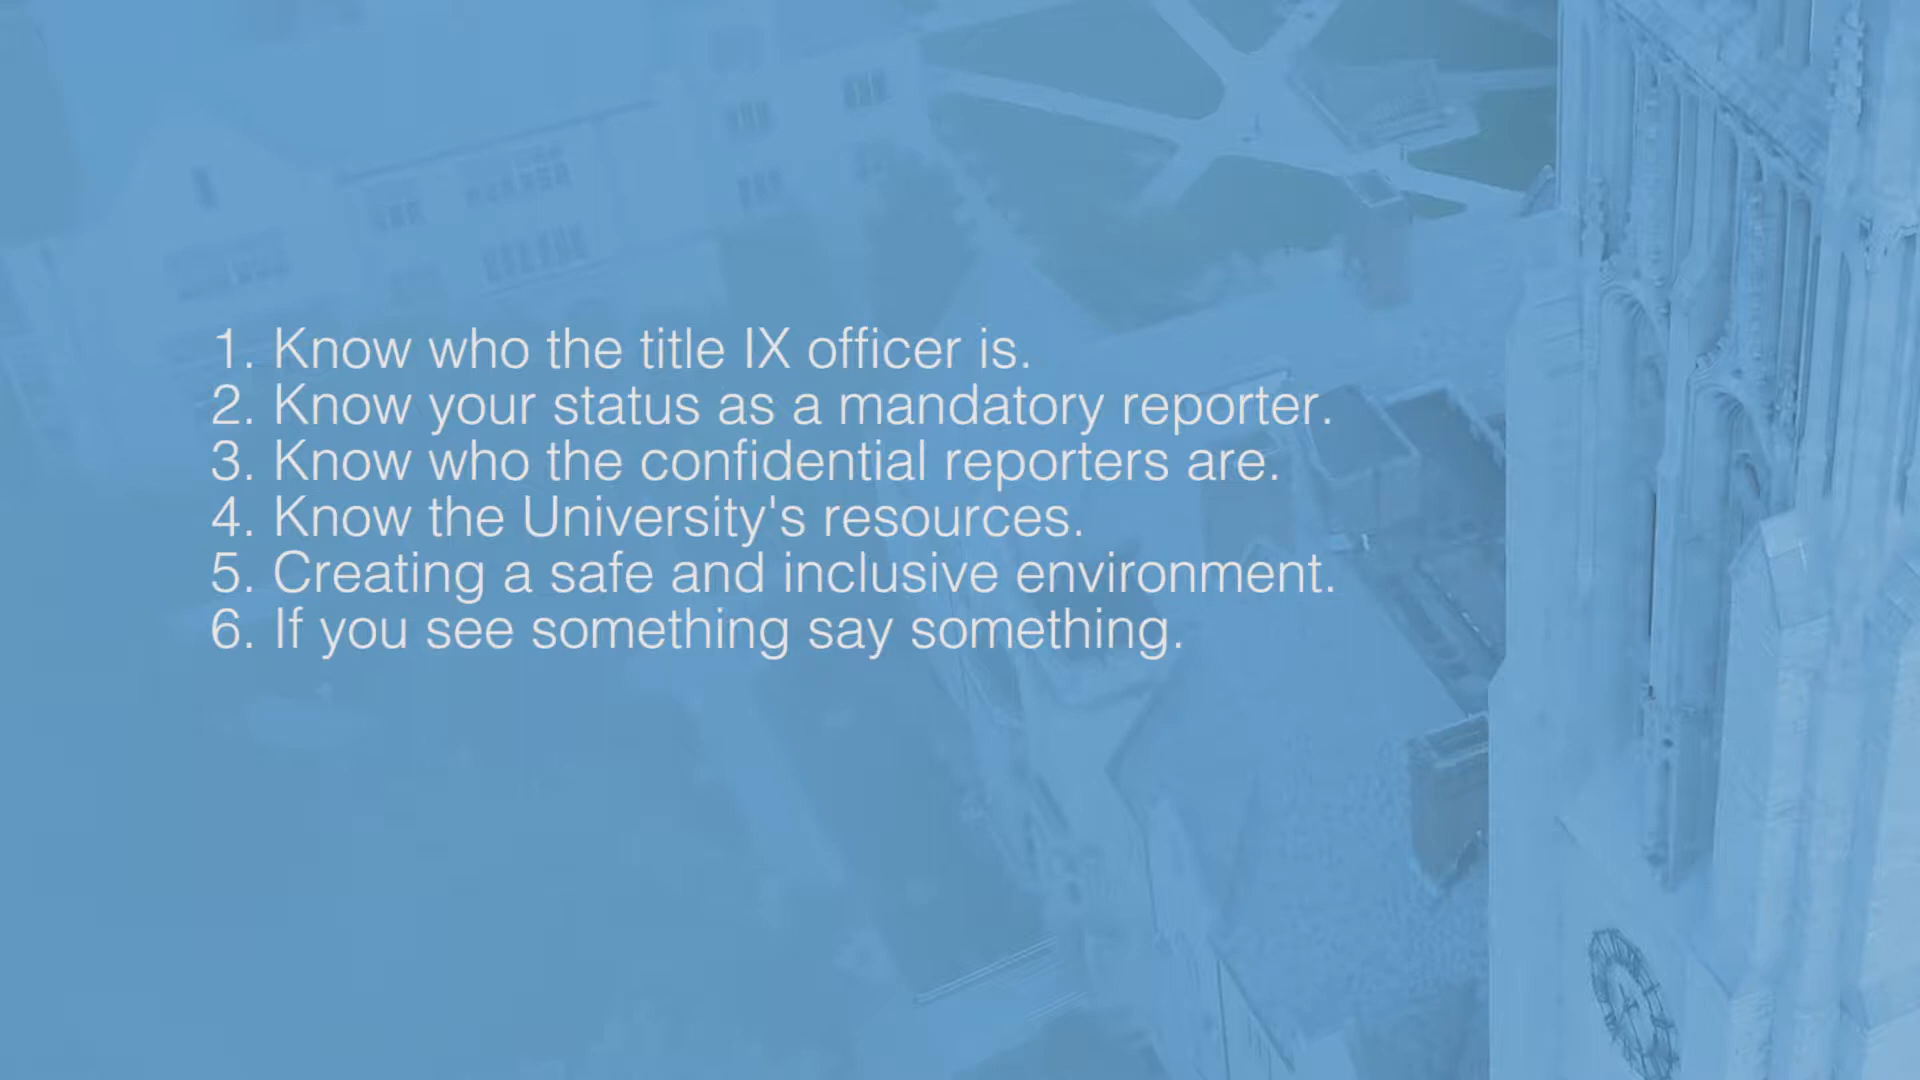 1. Know who the title IX officer is.
2. Know your status as a mandatory reporter.
3. Know who the confidential reporters are.
4. Know the University's resources.
5. Creating a safe and inclusive environment.
6. If you see something say something.